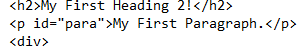 <h2>My First Heading 2!</h2>
<p id="para">My First Paragraph.</p>
<div>